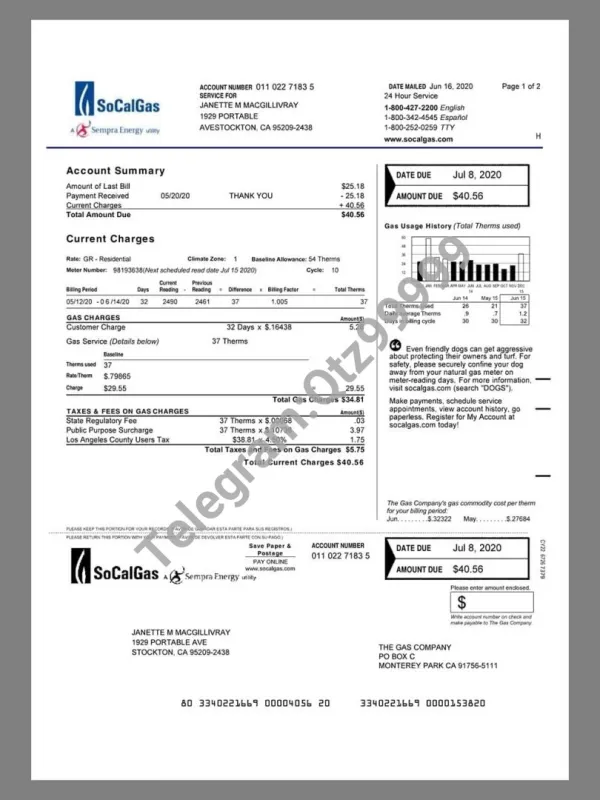 SoCalGas
A Sempra Energy utility
ACCOUNT NUMBER 011 022 7183 5
SERVICE FOR
JANETTE M MACGILLIVRAY
1929 PORTABLE
AVESTOCKTON, CA 95209-2438
DATE MAILED Jun 16, 2020 Page 1 of 2
24 Hour Service
1-800-427-2200 English
1-800-342-4545 Español
1-800-252-0259 TTY
www.socalgas.com
H
Account Summary
Amount of Last Bill $25.18
Payment Received 05/20/20 THANK YOU - 25.18
Current Charges + 40.56
Total Amount Due $40.56
DATE DUE Jul 8, 2020
AMOUNT DUE $40.56
Current Charges
Rate: GR - Residential Climate Zone: 1 Baseline Allowance: 54 Therms
Meter Number: 98193638(Next scheduled read date Jul 15 2020) Cycle: 10
Billing Period Days Current Reading - Previous Reading = Difference x Billing Factor = Total Therms
05/12/20 - 0 6 /14/20 32 2490 2461 37 1.005 37
GAS CHARGES Amount($)
Customer Charge 32 Days x $.16438
Gas Service (Details below) 37 Therms
Baseline
Therms used 37
Rate/Therm $.79865
Charge $29.55 = 29.55
Total Gas Charges $34.81
TAXES & FEES ON GAS CHARGES Amount($)
State Regulatory Fee 37 Therms x .03
Public Purpose Surcharge 37 Therms x 3.97
Los Angeles County Users Tax $38.81 x 4.50% 1.75
Total Taxes and Fees on Gas Charges $5.75
Total Current Charges $40.56
Gas Usage History (Total Therms used)
Jun 14 May 15 Jun 15
Total Therms used 26 21 37
Daily average Therms .9 .7 1.2
Days in billing cycle 30 30 32
Even friendly dogs can get aggressive
about protecting their owners and turf. For
safety, please securely confine your dog
away from your natural gas meter on
meter-reading days. For more information,
visit socalgas.com (search "DOGS").
Make payments, schedule service
appointments, view account history, go
paperless. Register for My Account at
socalgas.com today!
The Gas Company's gas commodity cost per therm
for your billing period:
Jun. . . . . . . . $.32322 May. . . . . . . . . $.27684
Telegram.Qtz99999
PLEASE KEEP THIS PORTION FOR YOUR RECORDS.
PLEASE RETURN THIS PORTION WITH YOUR
SoCalGas A Sempra Energy utility
Save Paper &
Postage
PAY ONLINE
www.socalgas.com
ACCOUNT NUMBER
011 022 7183 5
DATE DUE Jul 8, 2020
AMOUNT DUE $40.56
Please enter amount enclosed.
$
Write account number on check and
make payable to The Gas Company
JANETTE M MACGILLIVRAY
1929 PORTABLE AVE
STOCKTON, CA 95209-2438
THE GAS COMPANY
PO BOX C
MONTEREY PARK CA 91756-5111
80 3340221669 00004056 20 3340221669 0000153820